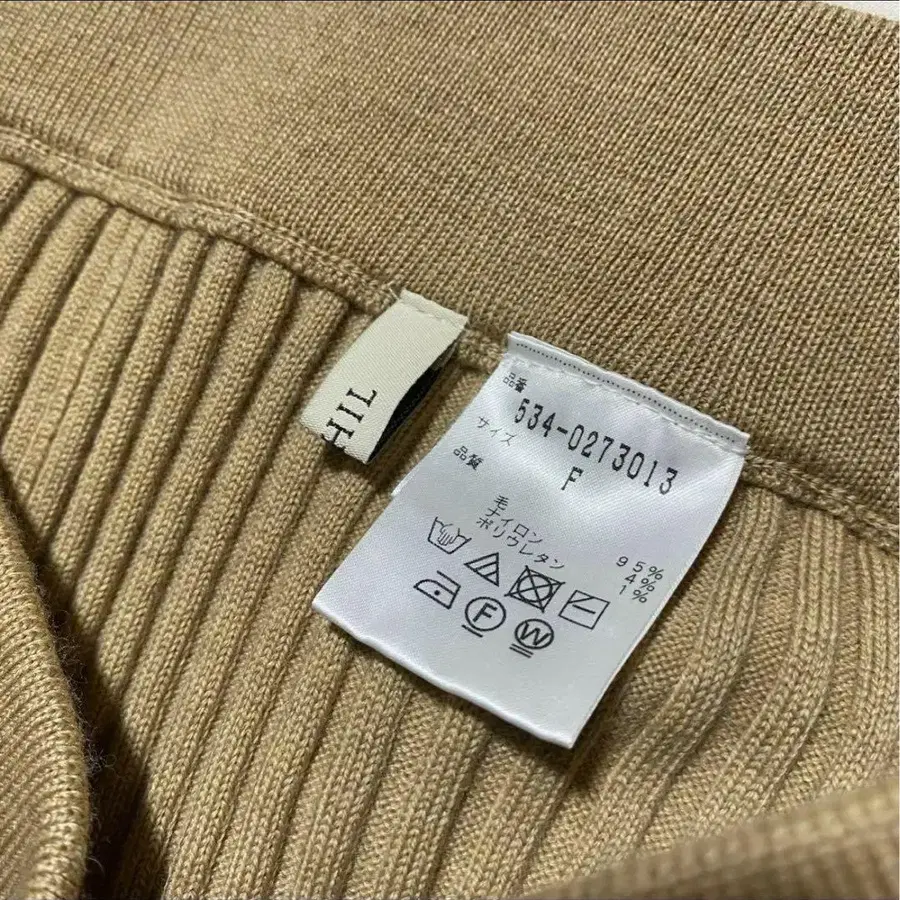 HIL
品番
534-0273013
サイズ
F
品質
毛 95%
ナイロン 4%
ポリウレタン 1%
F
W